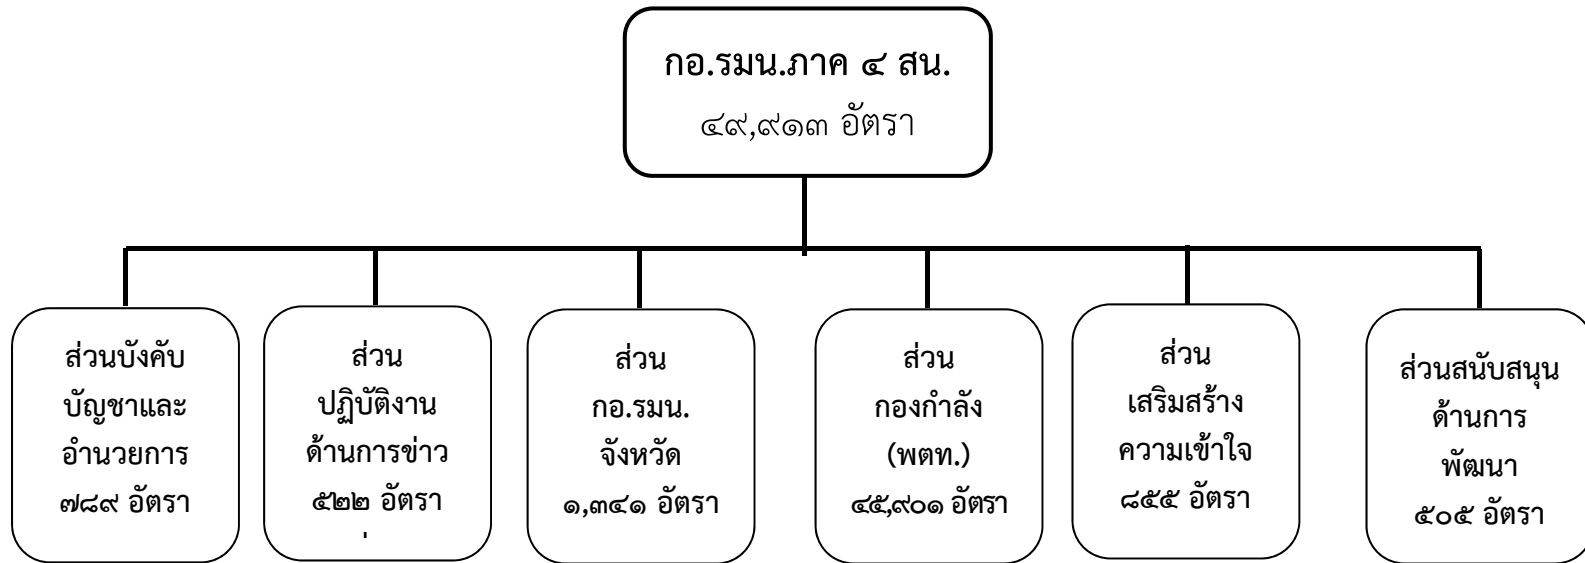 กอ.รมน.ภาค ๔ สน.
๔๙,๙๑๓ อัตรา
ส่วนบังคับ
บัญชาและ
อำนวยการ
๗๘๙ อัตรา
ส่วน
ปฏิบัติงาน
ด้านการข่าว
๕๒๒ อัตรา
ส่วน
กอ.รมน.
จังหวัด
๑,๓๔๑ อัตรา
ส่วน
กองกำลัง
(พตท.)
๔๕,๙๐๑ อัตรา
ส่วน
เสริมสร้าง
ความเข้าใจ
๘๕๕ อัตรา
ส่วนสนับสนุน
ด้านการ
พัฒนา
๕๐๕ อัตรา